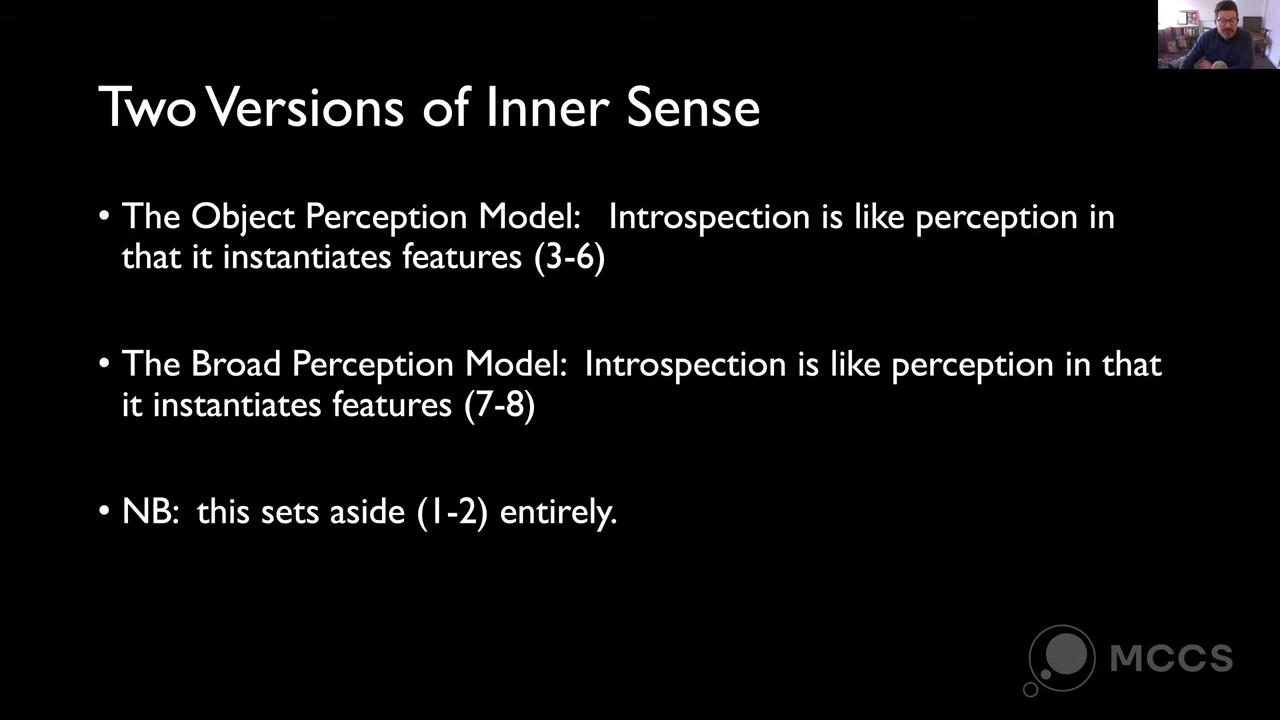 Two Versions of Inner Sense
• The Object Perception Model: Introspection is like perception in
that it instantiates features (3-6)
• The Broad Perception Model: Introspection is like perception in that
it instantiates features (7-8)
• NB: this sets aside (1-2) entirely.
MCCS